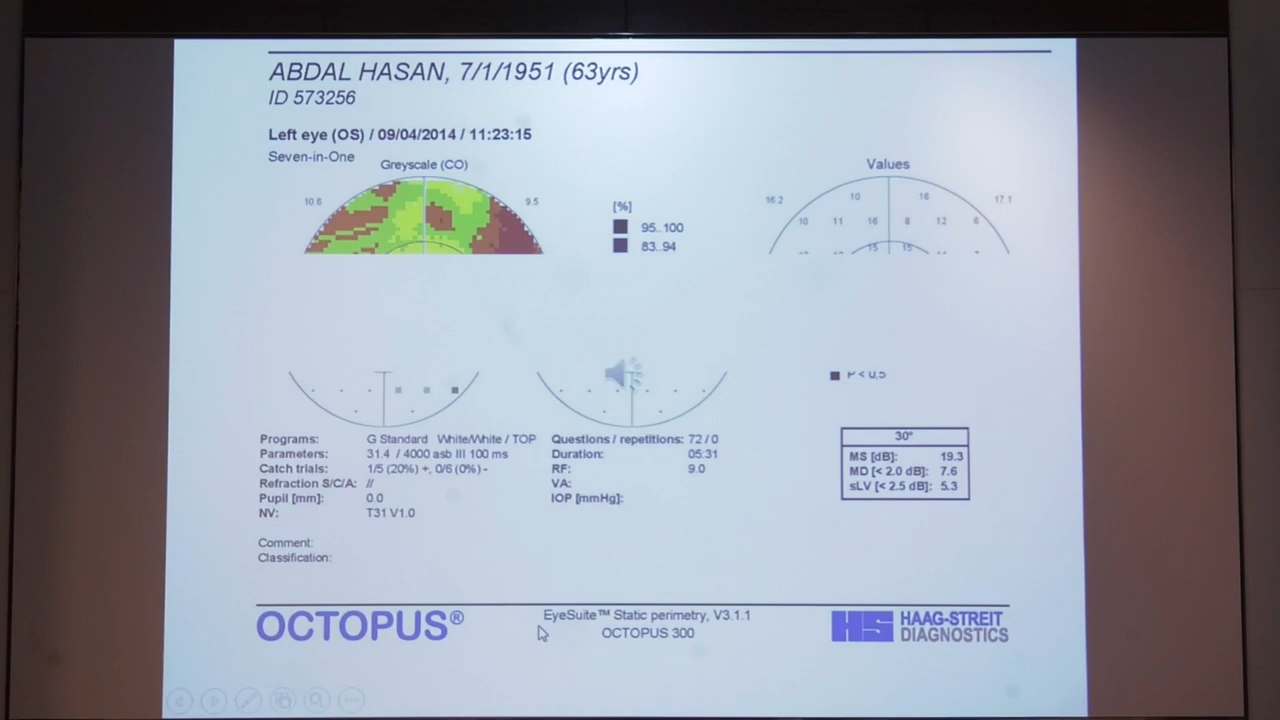 ABDAL HASAN, 7/1/1951 (63yrs)
ID 573256
Left eye (OS) / 09/04/2014 / 11:23:15
Seven-in-One
Greyscale (CO)
Values
10.6
9.5
[%]
95..100
83..94
16.2
10
16
17.1
10 11 16 8 12 6
15 15
P < 0.5
Programs: G Standard White/White / TOP
Parameters: 31.4 / 4000 asb III 100 ms
Catch trials: 1/5 (20%) +, 0/6 (0%) -
Refraction S/C/A: //
Pupil [mm]: 0.0
NV: T31 V1.0
Questions / repetitions: 72 / 0
Duration: 05:31
RF: 9.0
VA:
IOP [mmHg]:
30°
MS [dB]: 19.3
MD [< 2.0 dB]: 7.6
sLV [< 2.5 dB]: 5.3
Comment:
Classification:
OCTOPUS®
EyeSuite™ Static perimetry, V3.1.1
OCTOPUS 300
HS HAAG-STREIT
DIAGNOSTICS